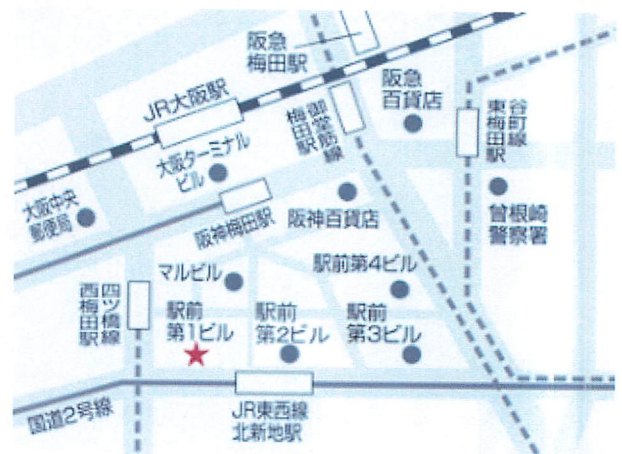 阪急
梅田駅
JR大阪駅
阪急
百貨店
御堂筋線
梅田駅
谷町線
東梅田駅
大阪ターミナル
ビル
大阪中央
郵便局
阪神梅田駅
阪神百貨店
曾根崎
警察署
マルビル
駅前第4ビル
四ツ橋線
西梅田駅
駅前
第1ビル
駅前
第2ビル
駅前
第3ビル
国道2号線
JR東西線
北新地駅